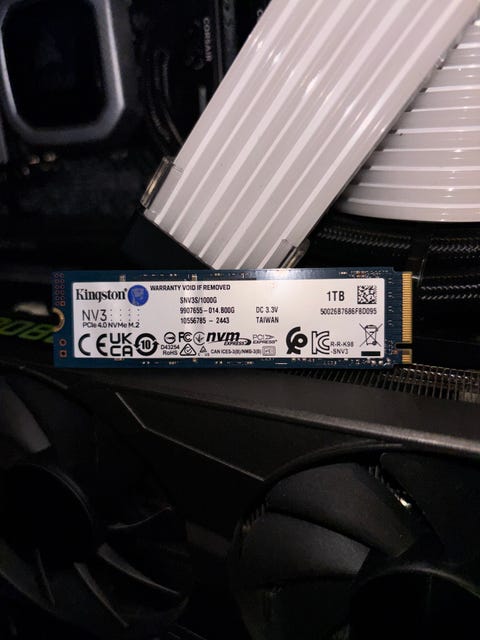 CORSAIR
Kingston
WARRANTY VOID IF REMOVED
SNV3S/1000G
1TB
NV3
9907655-014.B00G
DC 3.3V
50026B7686F8D095
PCIe 4.0 NVMe M.2
10556785 - 2443
TAIWAN
CE UK CA
10
D43254
RoHS
FC
nvm EXPRESS
PCI EXPRESS
CAN ICES-3(B)/NMB-3(B)
R-R-K98
-SNV3